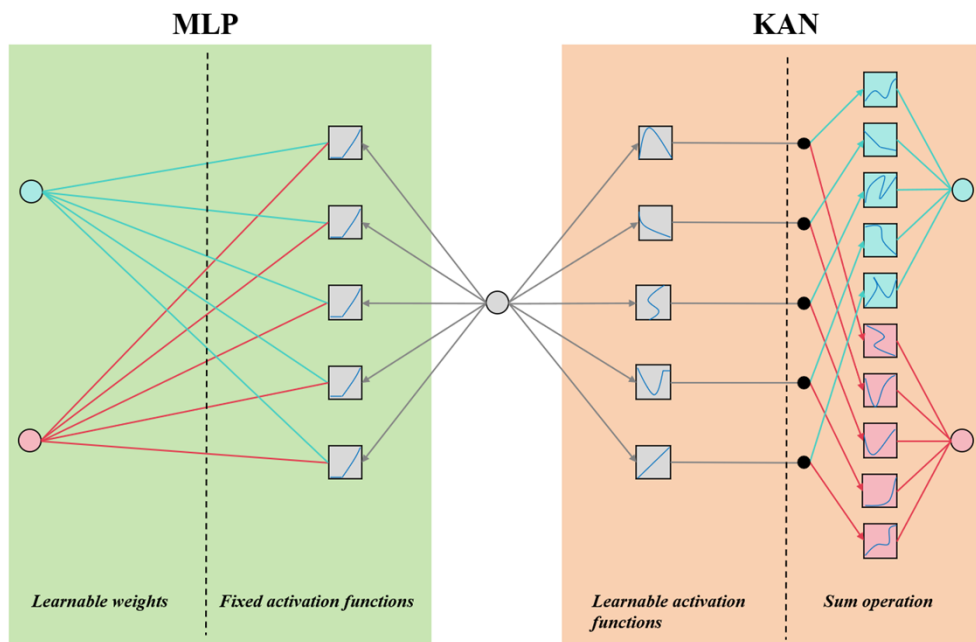 MLP
KAN
Learnable weights
Fixed activation functions
Learnable activation
functions
Sum operation